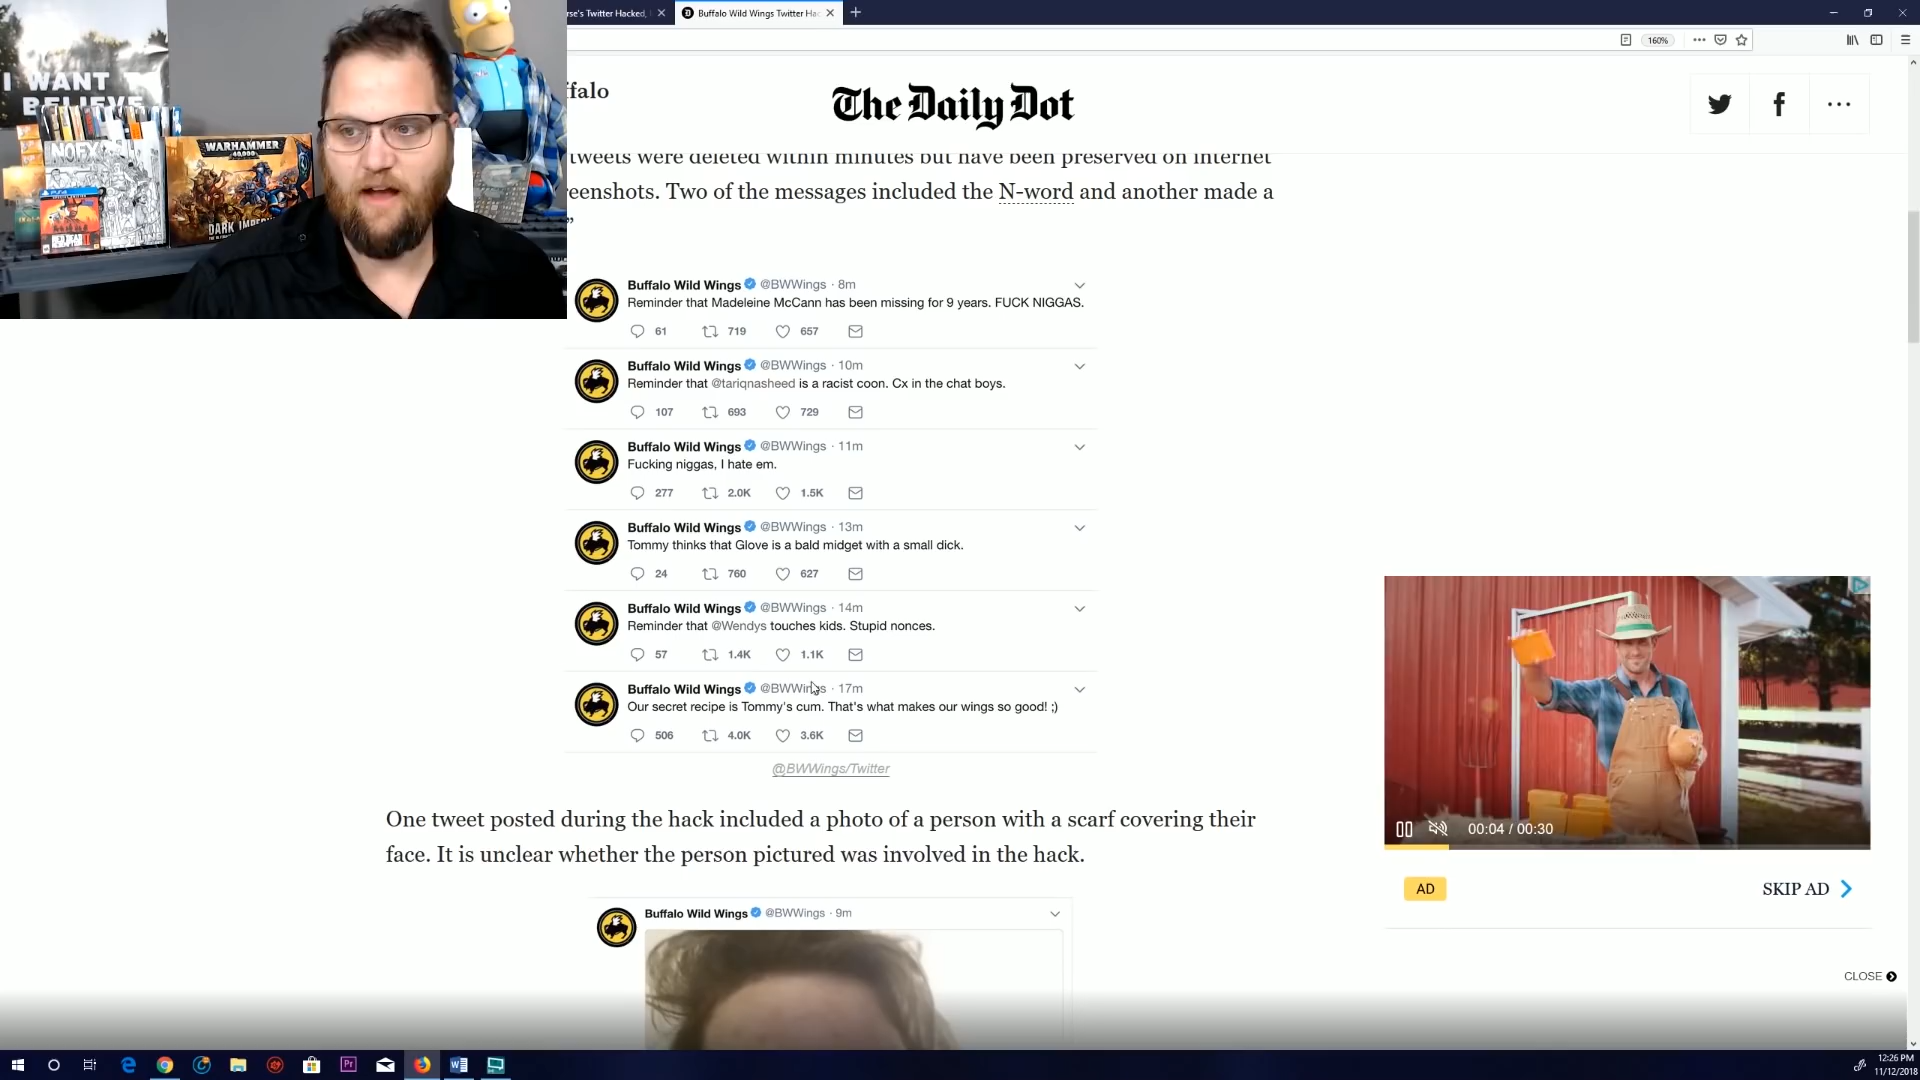 rse's Twitter Hacked,
Buffalo Wild Wings Twitter Hac
160%
I WANT T
BELIEVE
NOFX
PS4
WARHAMMER
40,000
DARK IMPERI
ffalo
The Daily Dot
tweets were deleted within minutes but have been preserved on internet
eenshots. Two of the messages included the N-word and another made a
”
Buffalo Wild Wings @BWWings · 8m
Reminder that Madeleine McCann has been missing for 9 years. FUCK NIGGAS.
61 719 657
Buffalo Wild Wings @BWWings · 10m
Reminder that @tariqnasheed is a racist coon. Cx in the chat boys.
107 693 729
Buffalo Wild Wings @BWWings · 11m
Fucking niggas, I hate em.
277 2.0K 1.5K
Buffalo Wild Wings @BWWings · 13m
Tommy thinks that Glove is a bald midget with a small dick.
24 760 627
Buffalo Wild Wings @BWWings · 14m
Reminder that @Wendys touches kids. Stupid nonces.
57 1.4K 1.1K
Buffalo Wild Wings @BWWings · 17m
Our secret recipe is Tommy's cum. That's what makes our wings so good! ;)
506 4.0K 3.6K
@BWWings/Twitter
One tweet posted during the hack included a photo of a person with a scarf covering their
face. It is unclear whether the person pictured was involved in the hack.
Buffalo Wild Wings @BWWings · 9m
00:04 / 00:30
AD
SKIP AD
CLOSE
Pr
12:26 PM
11/12/2018